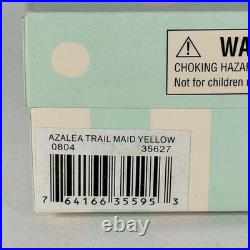 WA
CHOKING HAZA
Not for children
AZALEA TRAIL MAID YELLOW
0804 35627
7 64166 35595 3